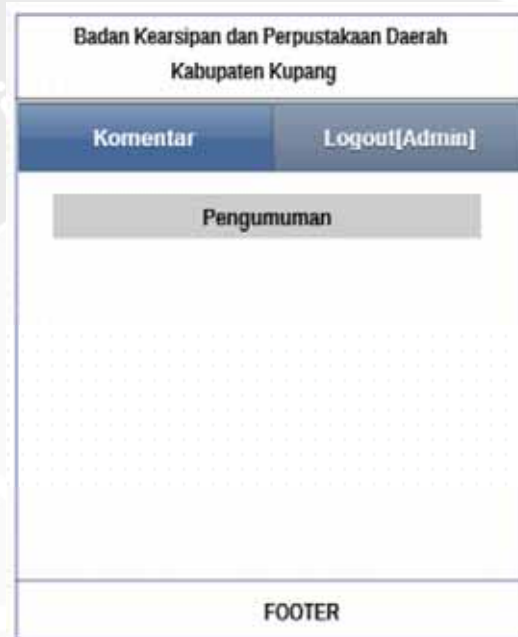 Badan Kearsipan dan Perpustakaan Daerah
Kabupaten Kupang
Komentar Logout[Admin]
Pengumuman
FOOTER